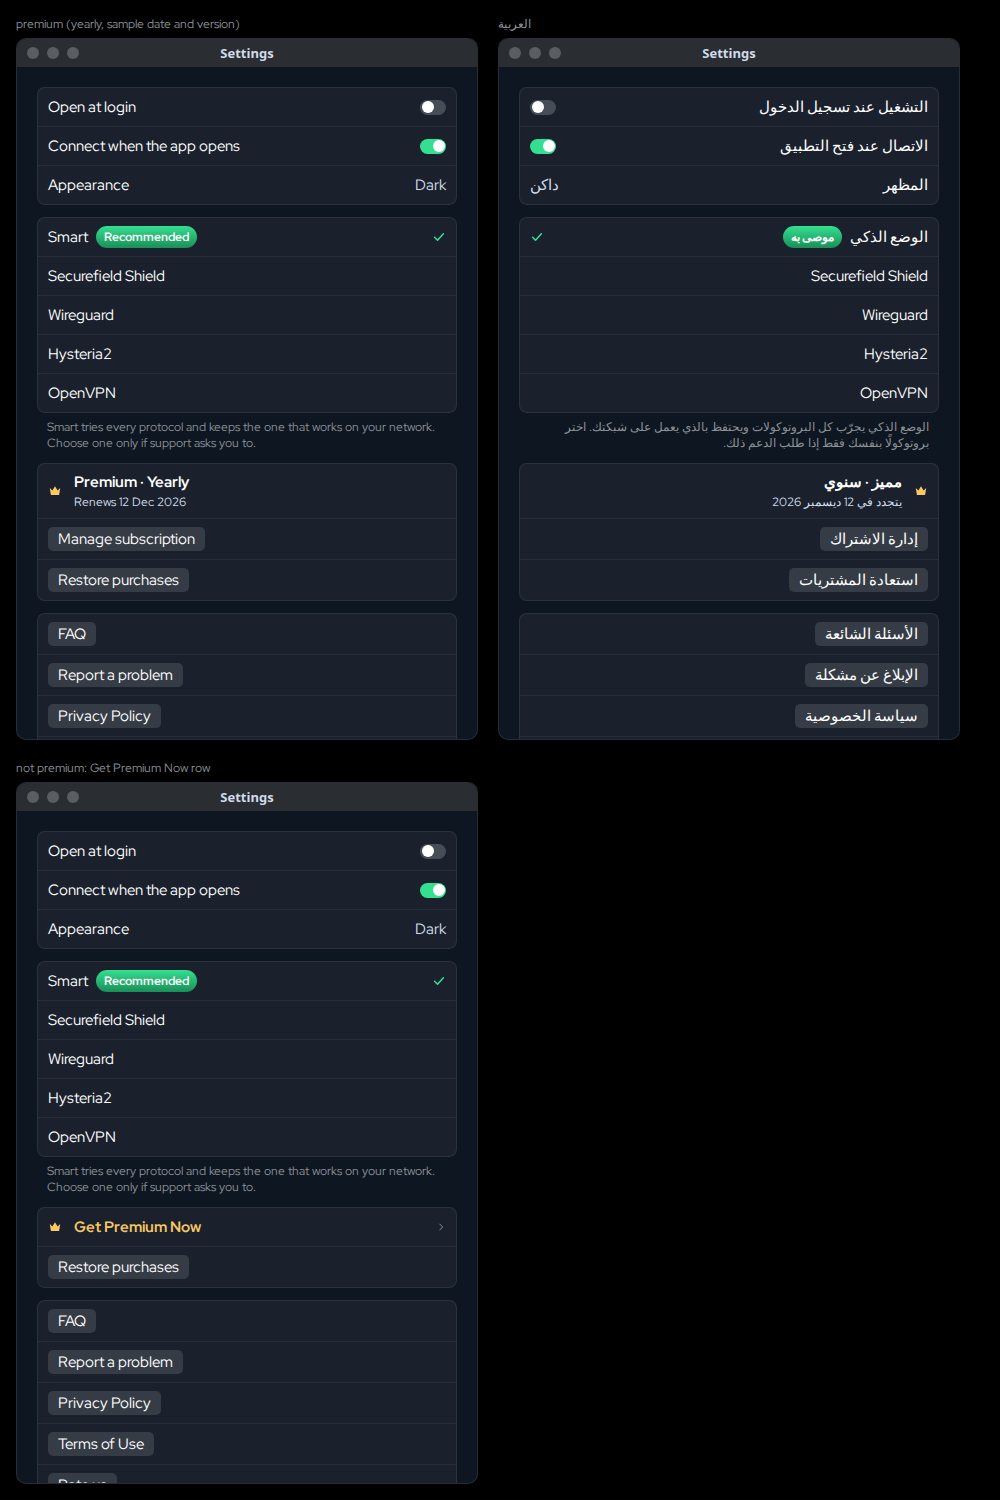 premium (yearly, sample date and version)
Settings
Open at login
Connect when the app opens
Appearance Dark
Smart Recommended
Securefield Shield
Wireguard
Hysteria2
OpenVPN
Smart tries every protocol and keeps the one that works on your network.
Choose one only if support asks you to.
Premium · Yearly
Renews 12 Dec 2026
Manage subscription
Restore purchases
FAQ
Report a problem
Privacy Policy
العربية
Settings
التشغيل عند تسجيل الدخول
الاتصال عند فتح التطبيق
المظهر داكن
الوضع الذكي موصى به
Securefield Shield
Wireguard
Hysteria2
OpenVPN
الوضع الذكي يجرّب كل البروتوكولات ويحتفظ بالذي يعمل على شبكتك. اختر
بروتوكولًا بنفسك فقط إذا طلب الدعم ذلك.
مميز · سنوي
يتجدد في 12 ديسمبر 2026
إدارة الاشتراك
استعادة المشتريات
الأسئلة الشائعة
الإبلاغ عن مشكلة
سياسة الخصوصية
not premium: Get Premium Now row
Settings
Open at login
Connect when the app opens
Appearance Dark
Smart Recommended
Securefield Shield
Wireguard
Hysteria2
OpenVPN
Smart tries every protocol and keeps the one that works on your network.
Choose one only if support asks you to.
Get Premium Now
Restore purchases
FAQ
Report a problem
Privacy Policy
Terms of Use